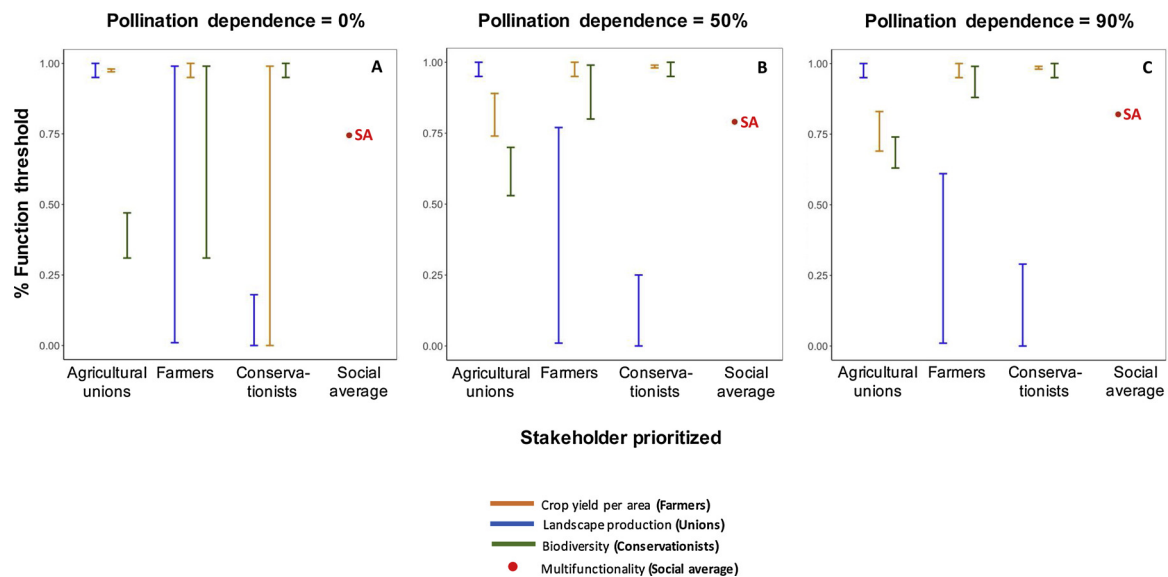 Pollination dependence = 0%
Pollination dependence = 50%
Pollination dependence = 90%
% Function threshold
1.00
0.75
0.50
0.25
0.00
A
SA
Agricultural
unions
Farmers
Conserva-
tionists
Social
average
1.00
0.75
0.50
0.25
0.00
B
SA
Agricultural
unions
Farmers
Conserva-
tionists
Social
average
1.00
0.75
0.50
0.25
0.00
C
SA
Agricultural
unions
Farmers
Conserva-
tionists
Social
average
Stakeholder prioritized
Crop yield per area (Farmers)
Landscape production (Unions)
Biodiversity (Conservationists)
Multifunctionality (Social average)